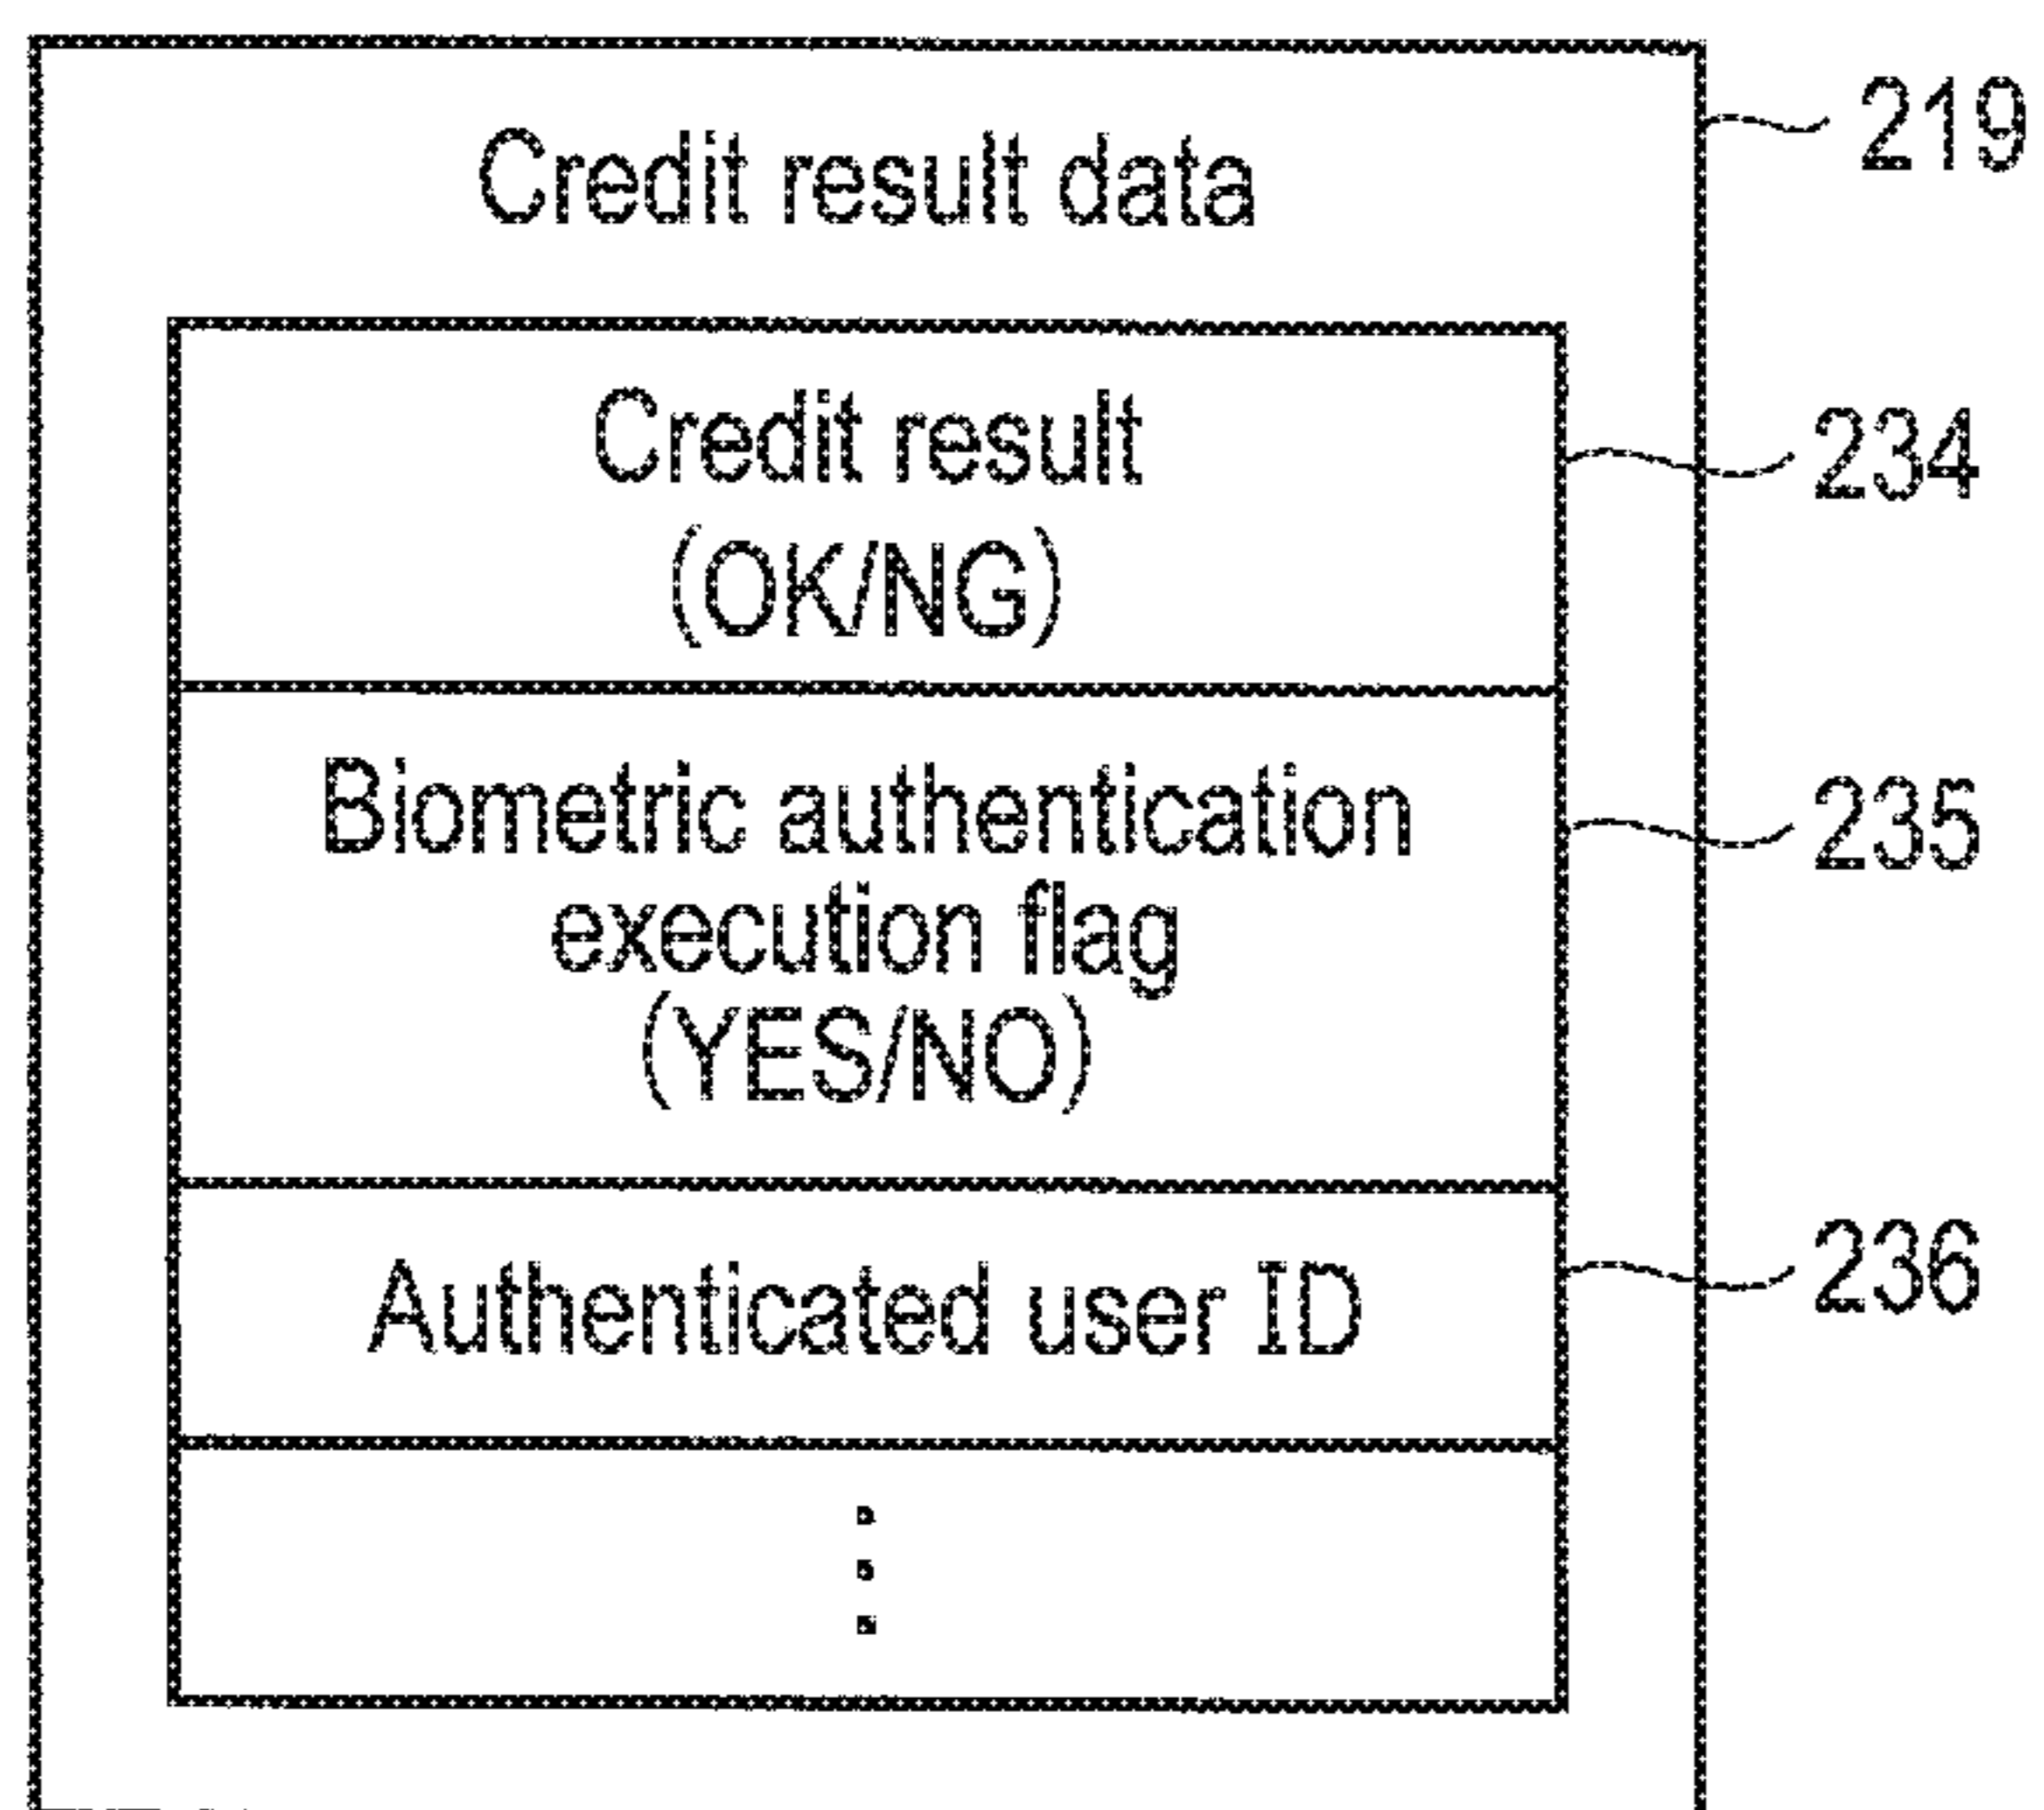 Credit result data
219
Credit result
(OK/NG)
234
Biometric authentication
execution flag
(YES/NO)
235
Authenticated user ID
236